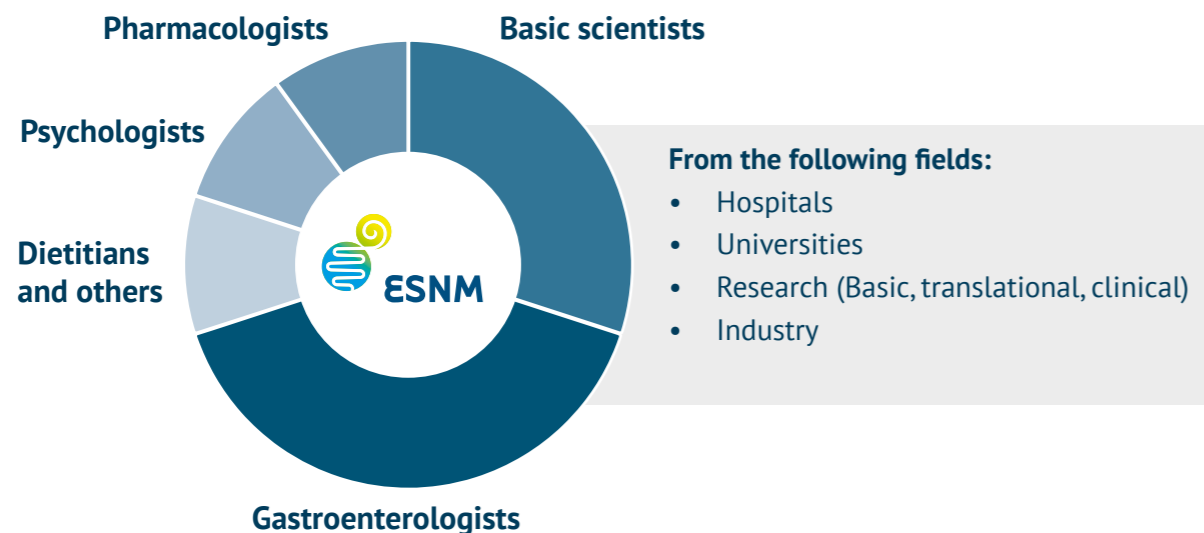 Pharmacologists
Basic scientists
Psychologists
Dietitians
and others
ƐSNM
Gastroenterologists
From the following fields:
• Hospitals
• Universities
• Research (Basic, translational, clinical)
• Industry